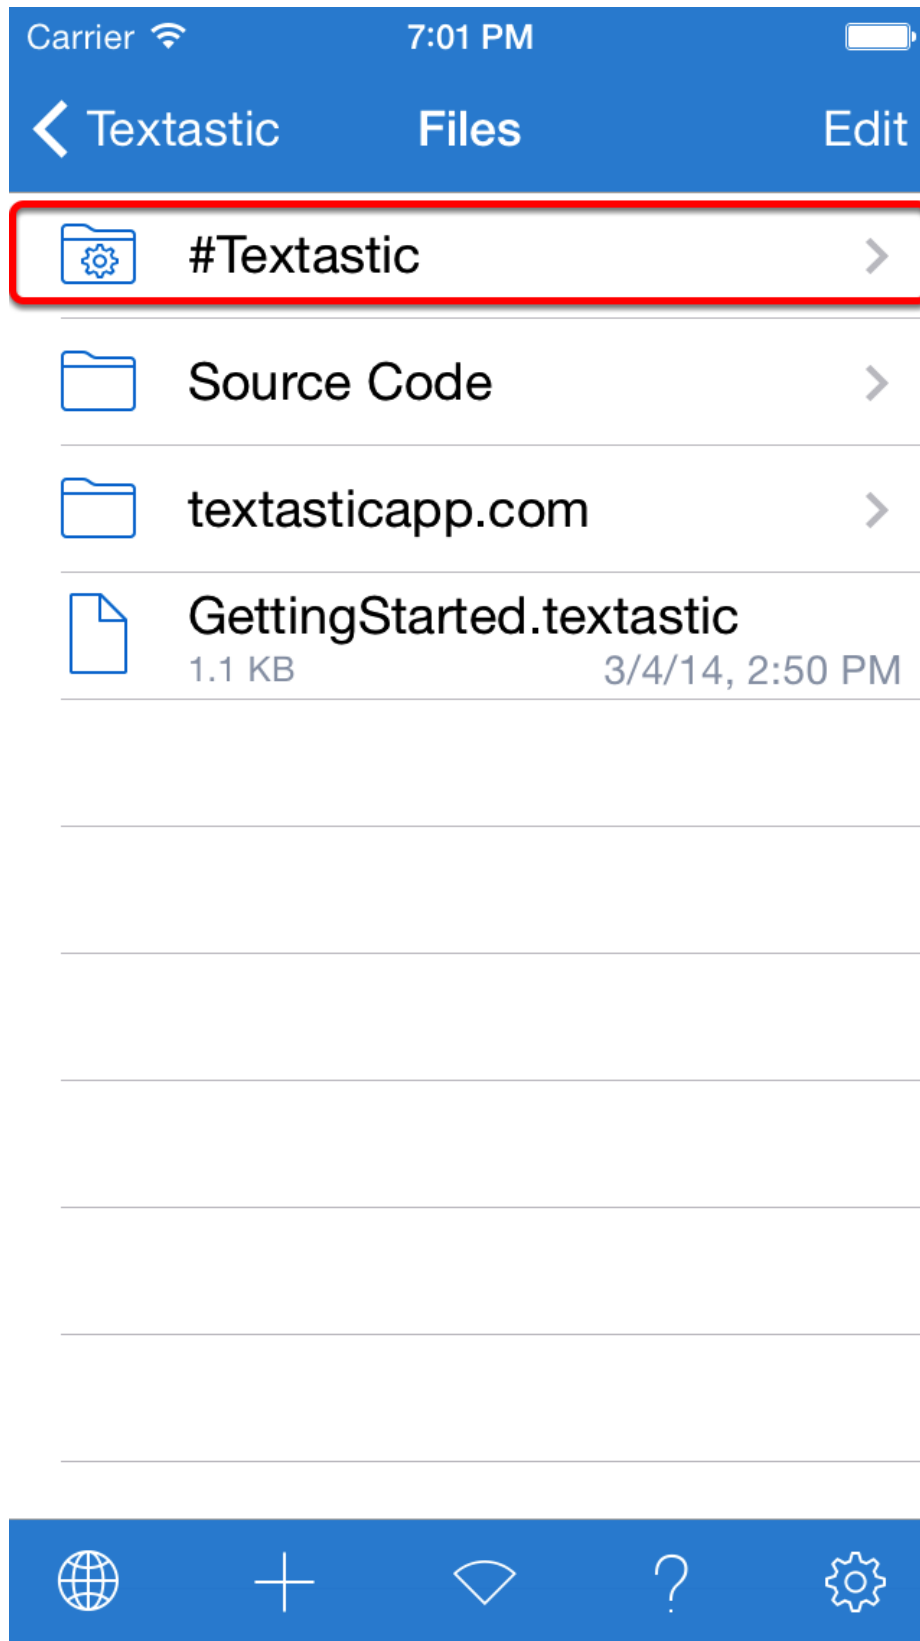 Carrier 7:01 PM
Textastic Files Edit
#Textastic
Source Code
textasticapp.com
GettingStarted.textastic
1.1 KB 3/4/14, 2:50 PM
?